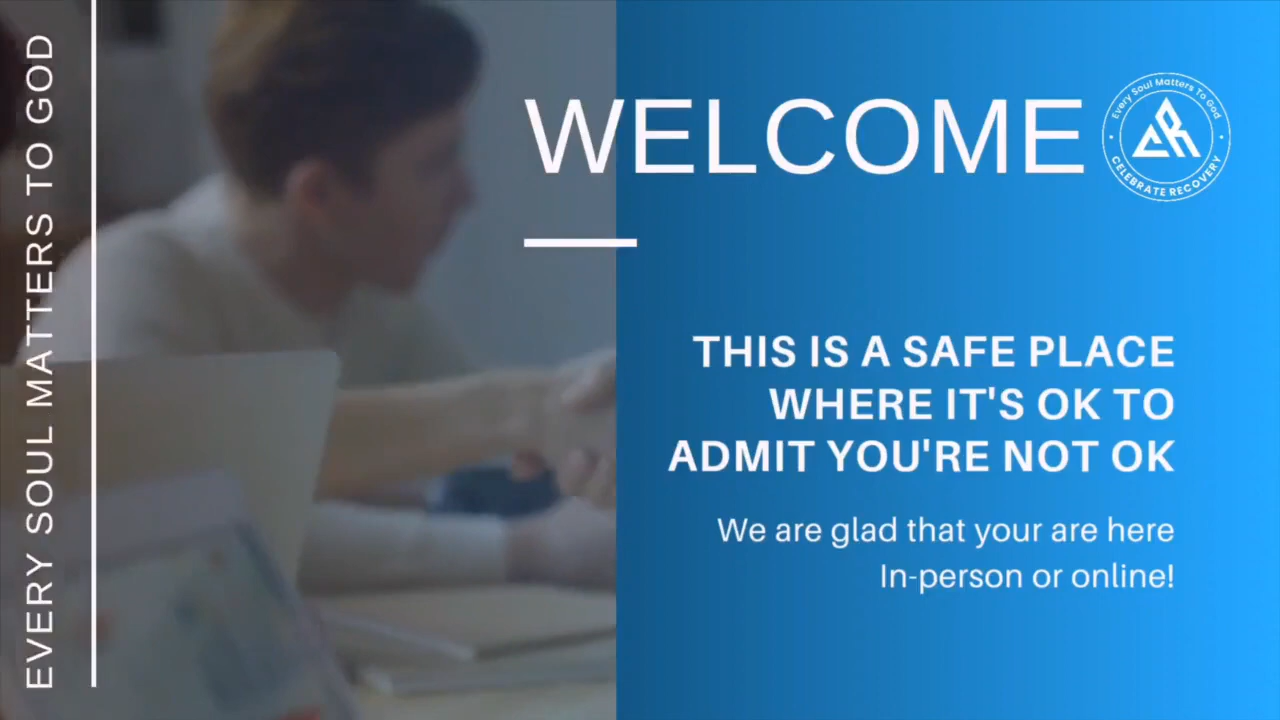 EVERY SOUL MATTERS TO GOD
WELCOME
Every Soul Matters To God
CR
CELEBRATE RECOVERY
THIS IS A SAFE PLACE
WHERE IT'S OK TO
ADMIT YOU'RE NOT OK
We are glad that your are here
In-person or online!